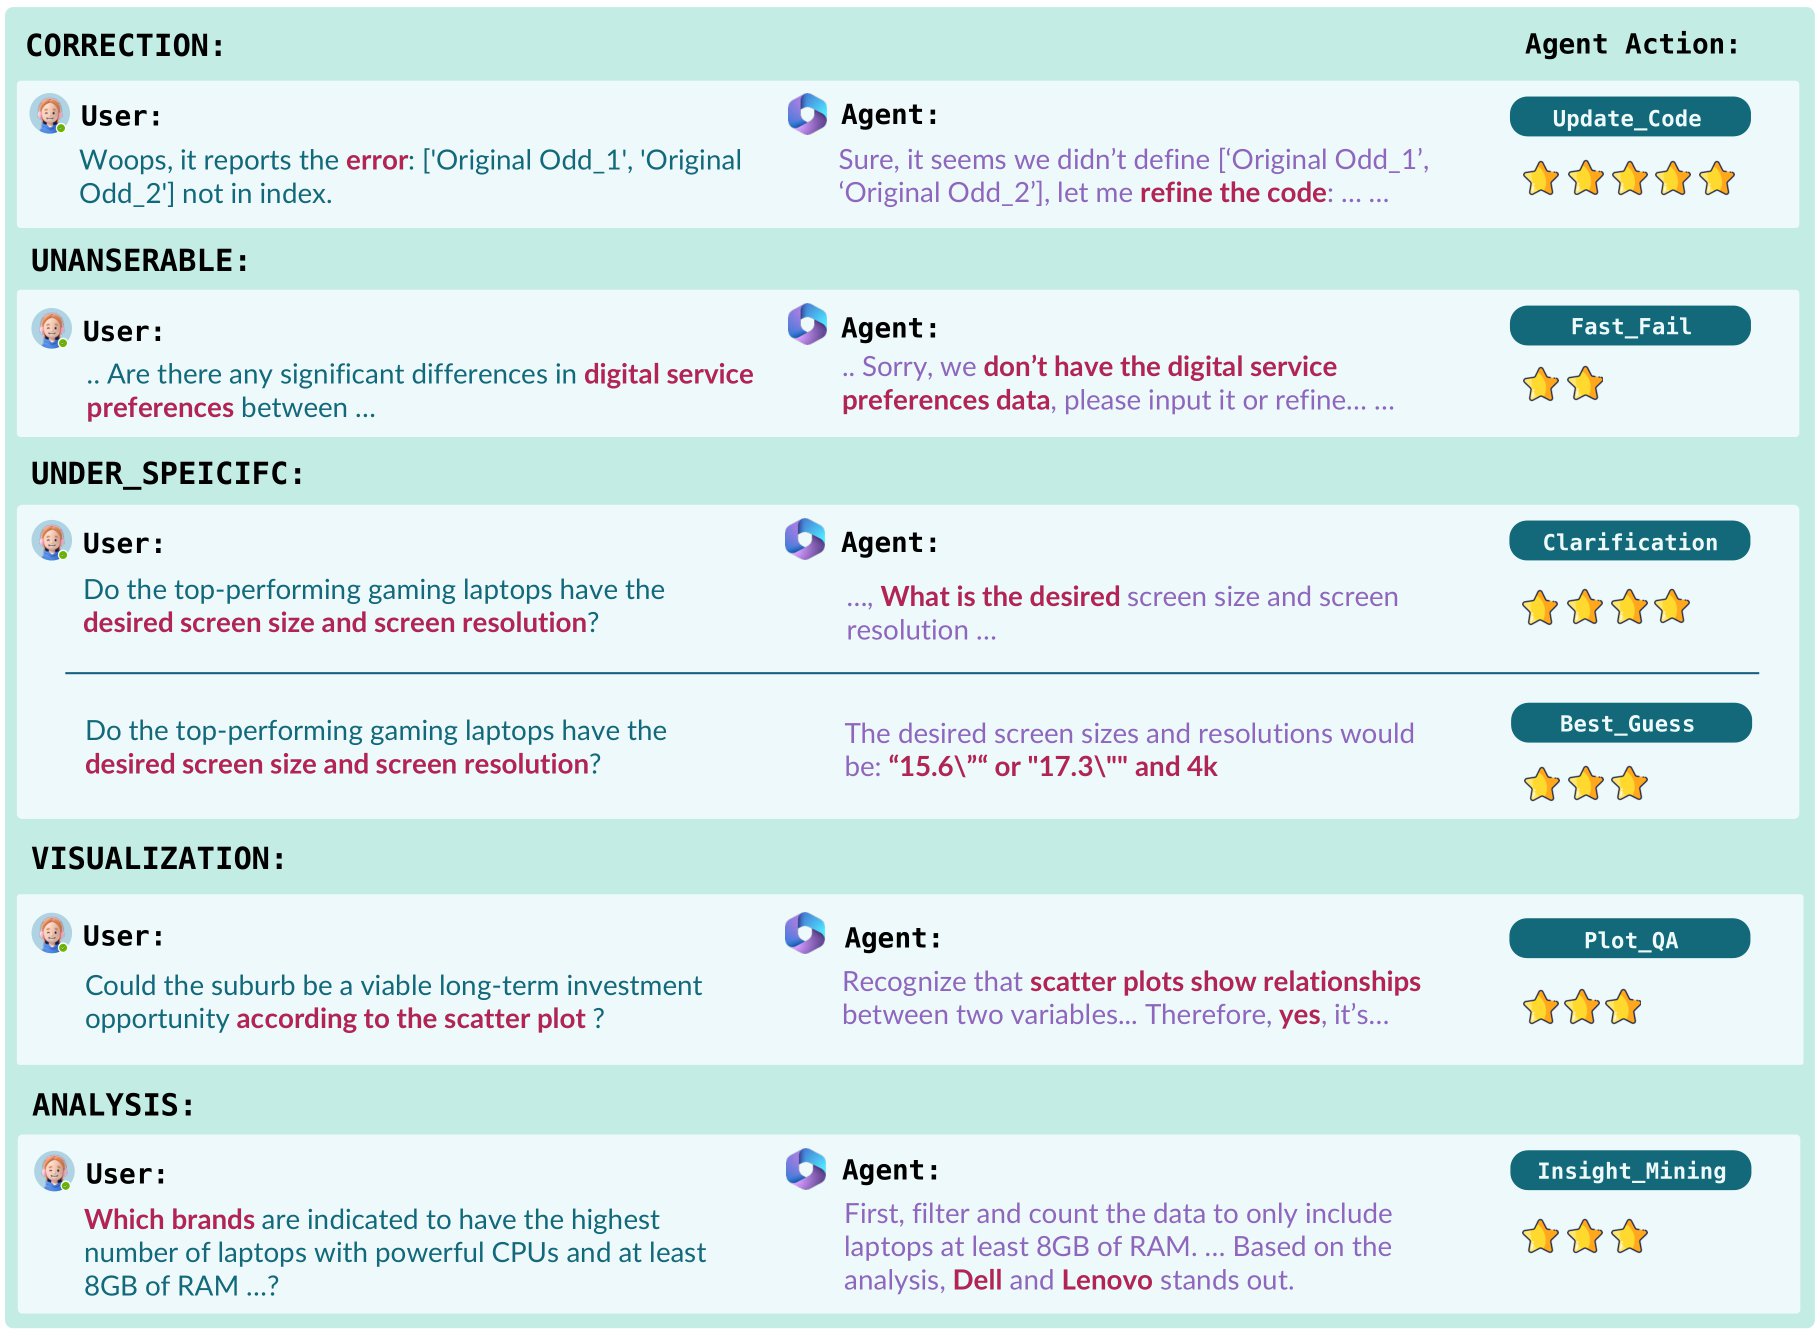 CORRECTION:
Agent Action:
User:
Woops, it reports the error: ['Original Odd_1', 'Original
Odd_2'] not in index.
Agent:
Sure, it seems we didn’t define [‘Original Odd_1’,
‘Original Odd_2’], let me refine the code: ... ...
Update_Code
UNANSERABLE:
User:
.. Are there any significant differences in digital service
preferences between ...
Agent:
.. Sorry, we don’t have the digital service
preferences data, please input it or refine... ...
Fast_Fail
UNDER_SPEICIFC:
User:
Do the top-performing gaming laptops have the
desired screen size and screen resolution?
Agent:
..., What is the desired screen size and screen
resolution ...
Clarification
Do the top-performing gaming laptops have the
desired screen size and screen resolution?
The desired screen sizes and resolutions would
be: “15.6\”“ or "17.3\"" and 4k
Best_Guess
VISUALIZATION:
User:
Could the suburb be a viable long-term investment
opportunity according to the scatter plot ?
Agent:
Recognize that scatter plots show relationships
between two variables... Therefore, yes, it’s...
Plot_QA
ANALYSIS:
User:
Which brands are indicated to have the highest
number of laptops with powerful CPUs and at least
8GB of RAM ...?
Agent:
First, filter and count the data to only include
laptops at least 8GB of RAM. ... Based on the
analysis, Dell and Lenovo stands out.
Insight_Mining